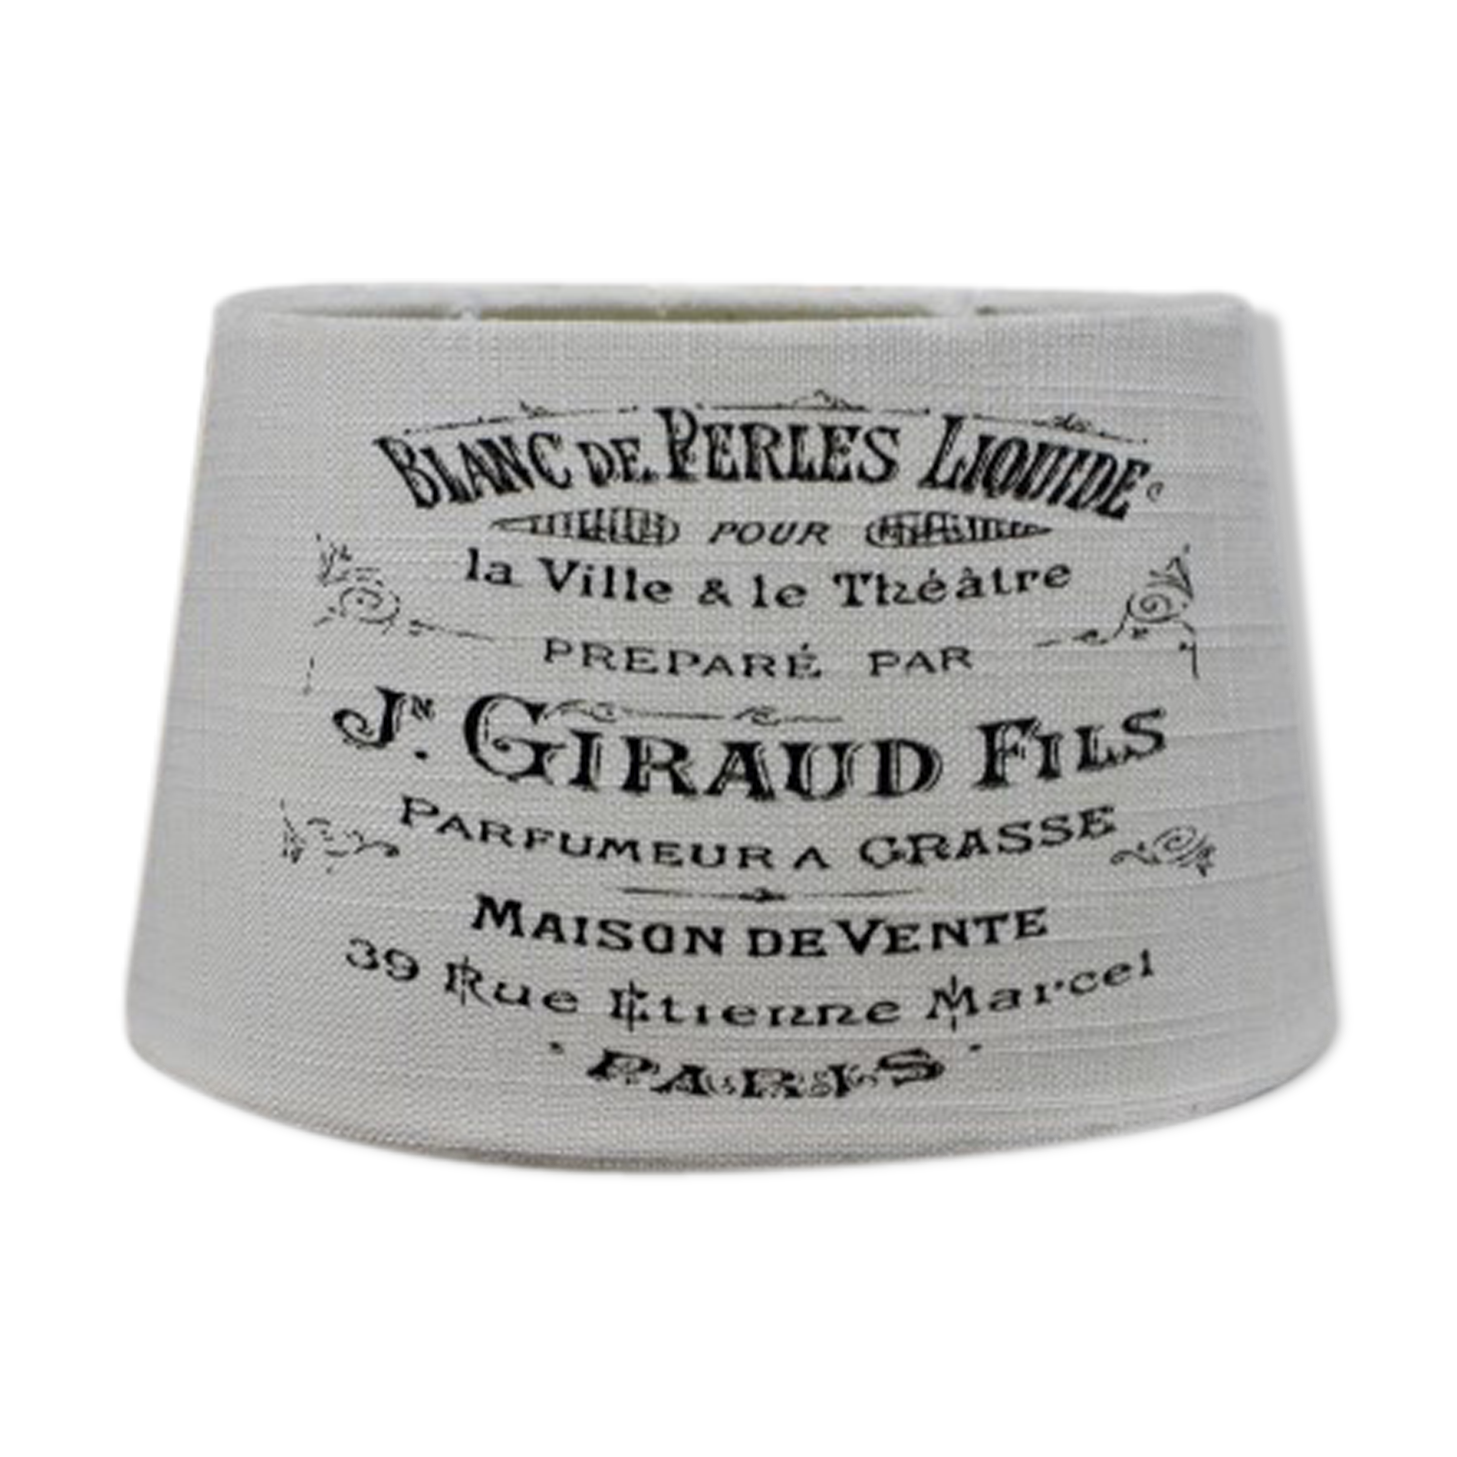 BLANC DE PERLES LIQUIDE
POUR
la Ville & le Théâtre
PREPARÉ PAR
JN. GIRAUD FILS
PARFUMEUR A GRASSE
MAISON DE VENTE
39 Rue Etienne Marcel
PARIS